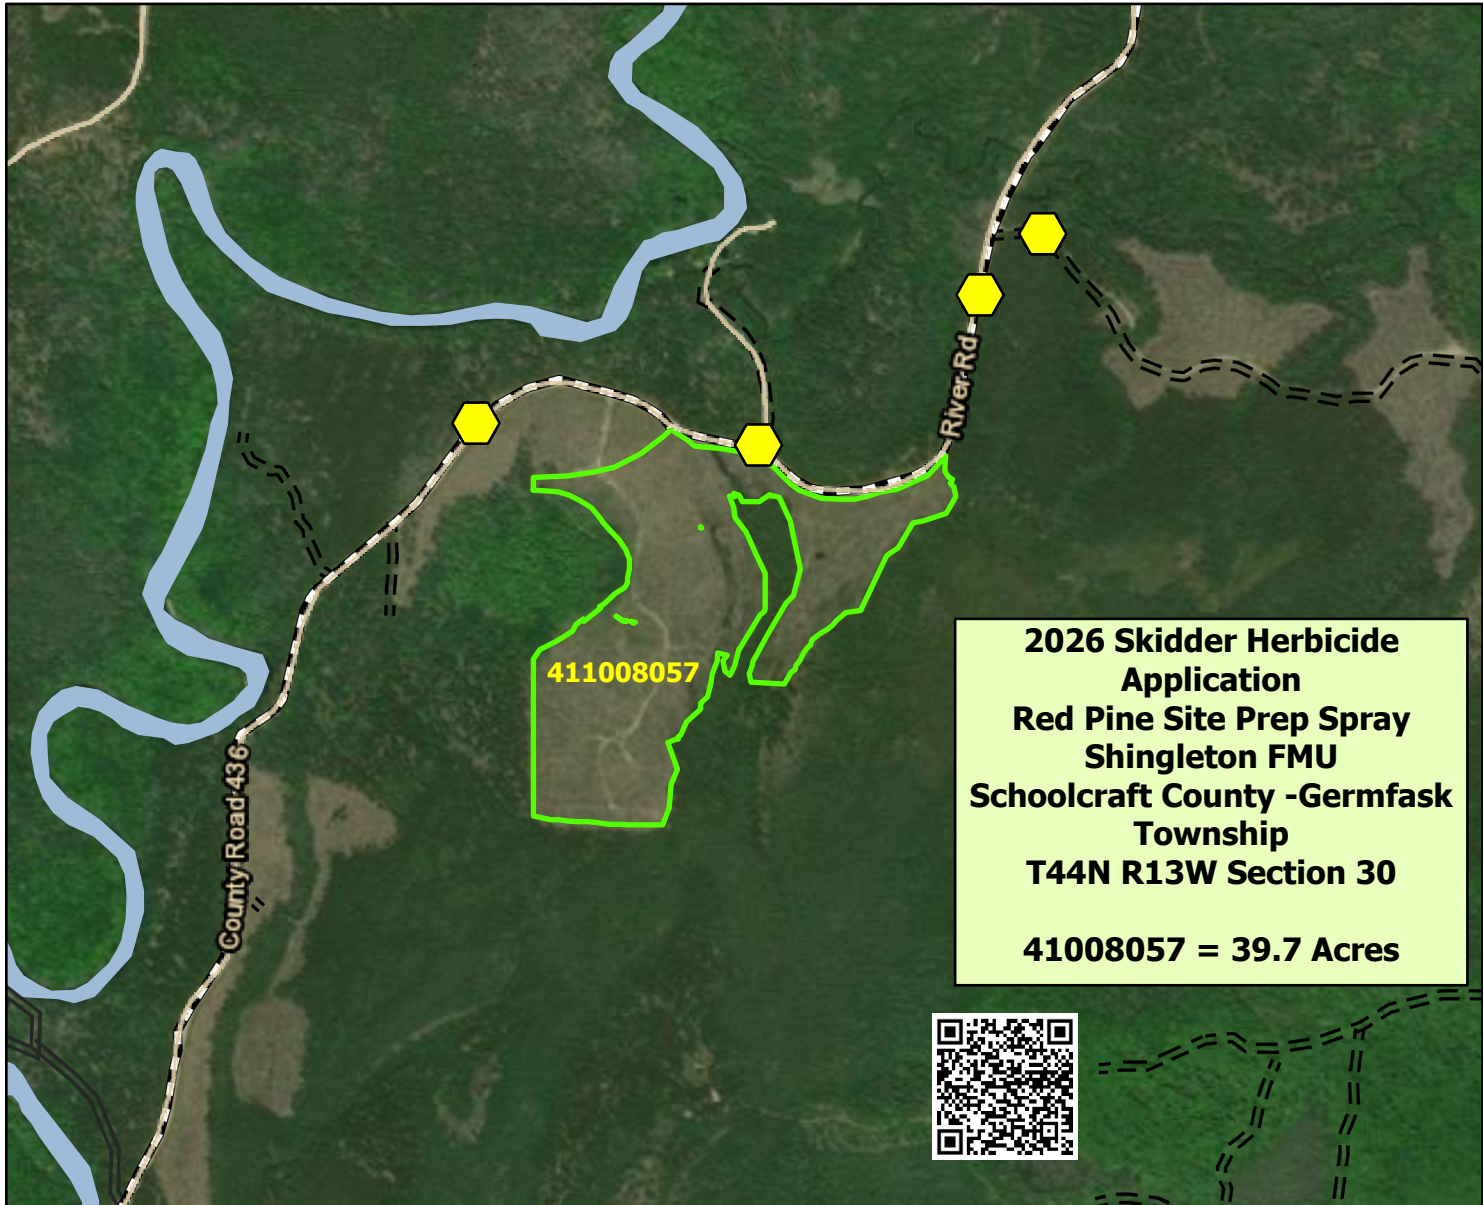 River Rd
411008057
County Road 436
2026 Skidder Herbicide
Application
Red Pine Site Prep Spray
Shingleton FMU
Schoolcraft County -Germfask
Township
T44N R13W Section 30
41008057 = 39.7 Acres